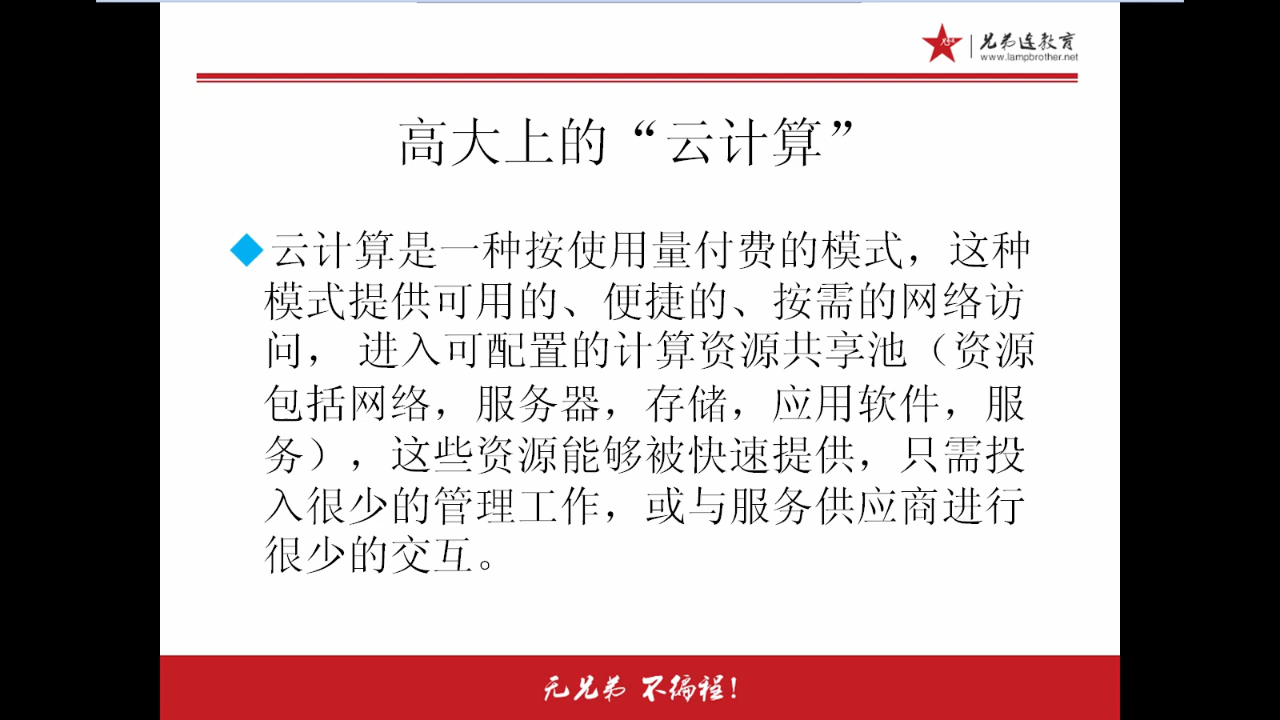 兄弟连教育
www.lampbrother.net
高大上的“云计算”
云计算是一种按使用量付费的模式，这种
模式提供可用的、便捷的、按需的网络访
问， 进入可配置的计算资源共享池（资源
包括网络，服务器，存储，应用软件，服
务），这些资源能够被快速提供，只需投
入很少的管理工作，或与服务供应商进行
很少的交互。
无兄弟 不编程！